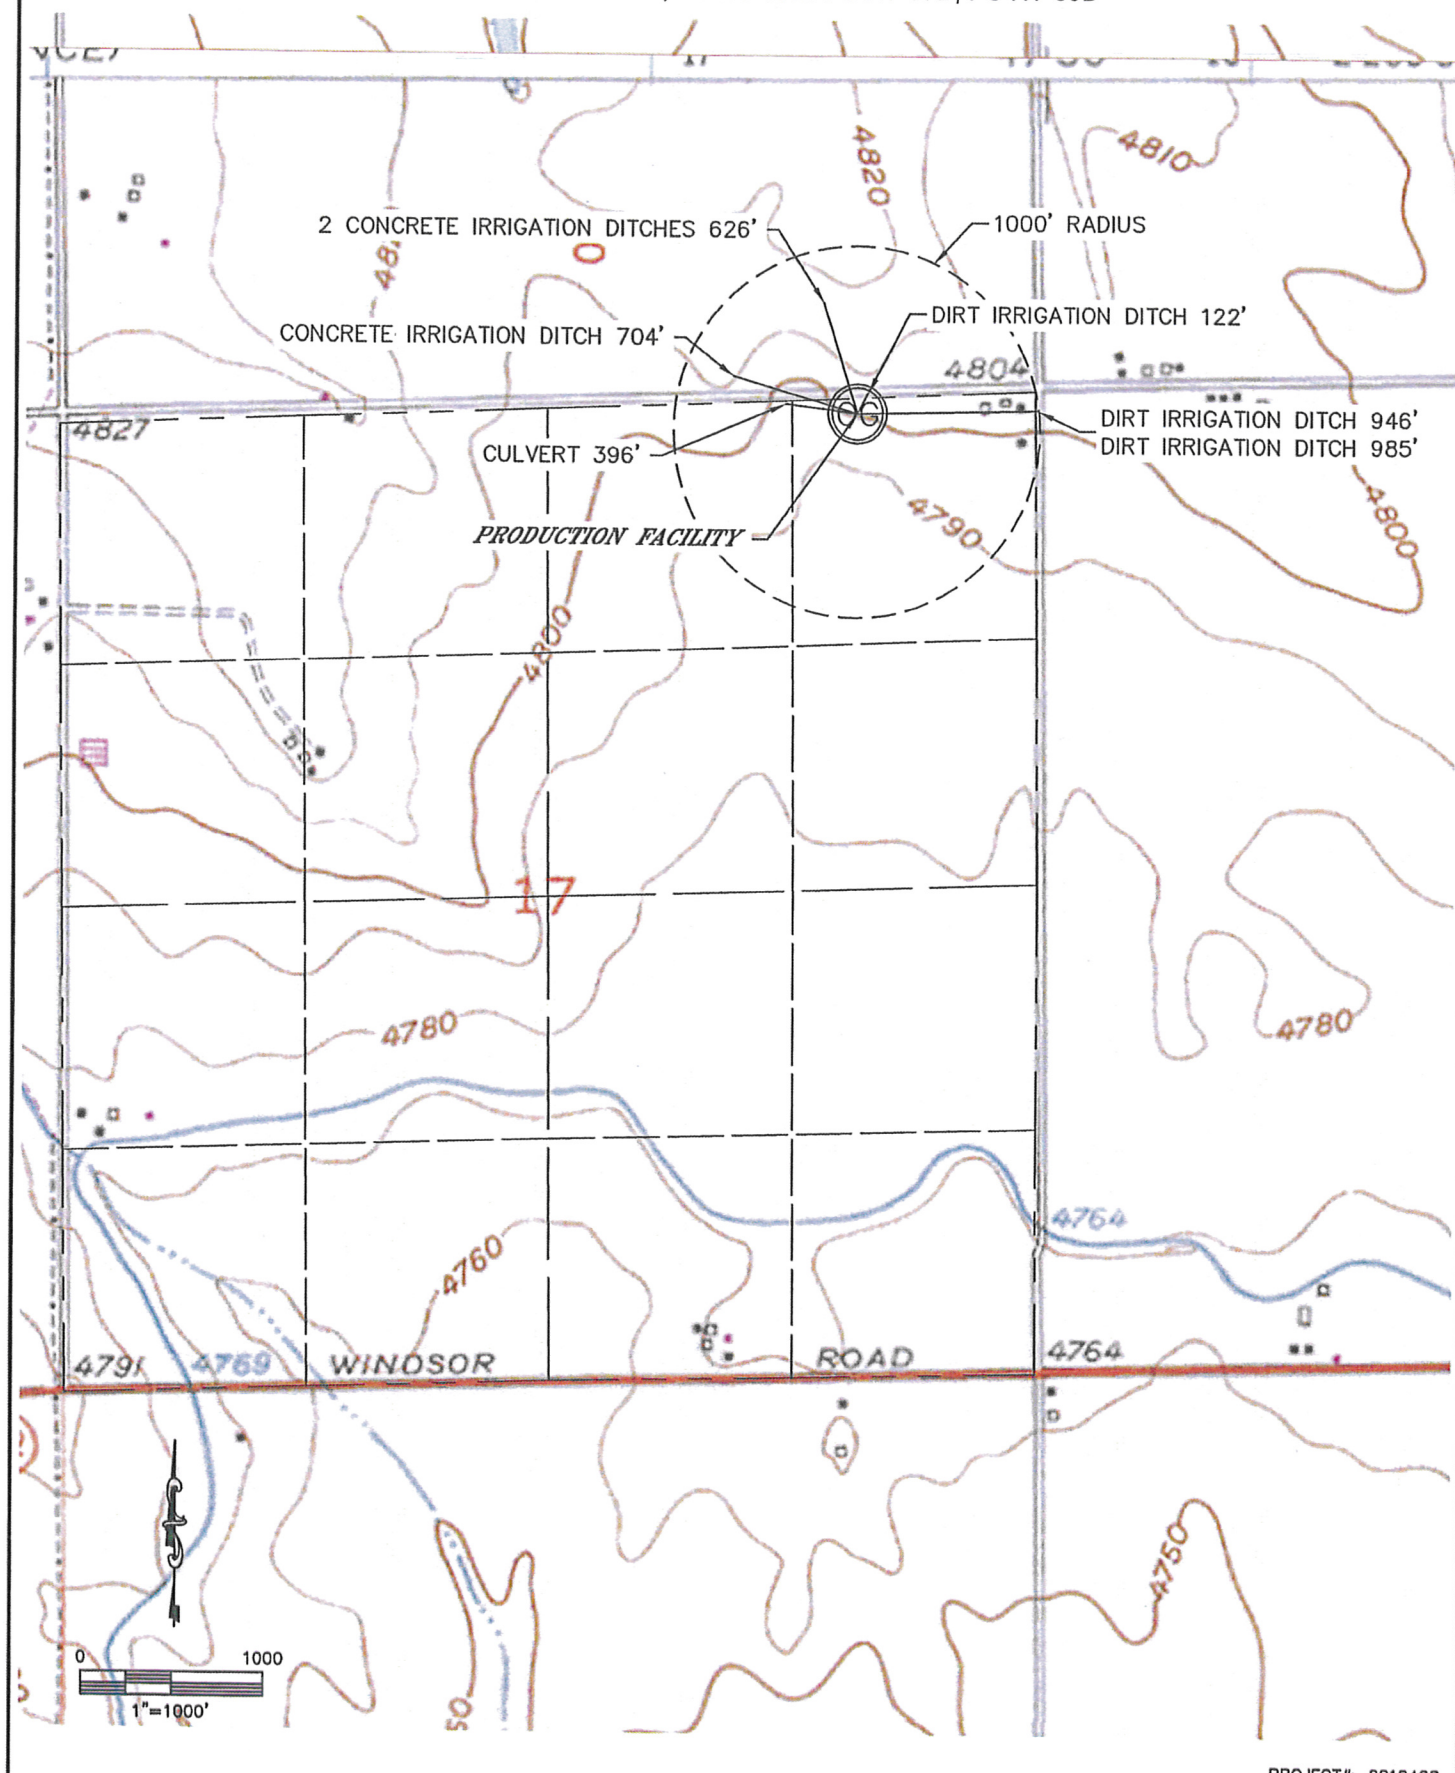 4820
4810
2 CONCRETE IRRIGATION DITCHES 626'
1000' RADIUS
DIRT IRRIGATION DITCH 122'
CONCRETE IRRIGATION DITCH 704'
4804
4827
DIRT IRRIGATION DITCH 946'
DIRT IRRIGATION DITCH 985'
CULVERT 396'
4790
4800
PRODUCTION FACILITY
4800
17
4780
4780
4764
4760
4791
4769
WINDSOR
ROAD
4764
4750
0
1000
1"=1000'
50